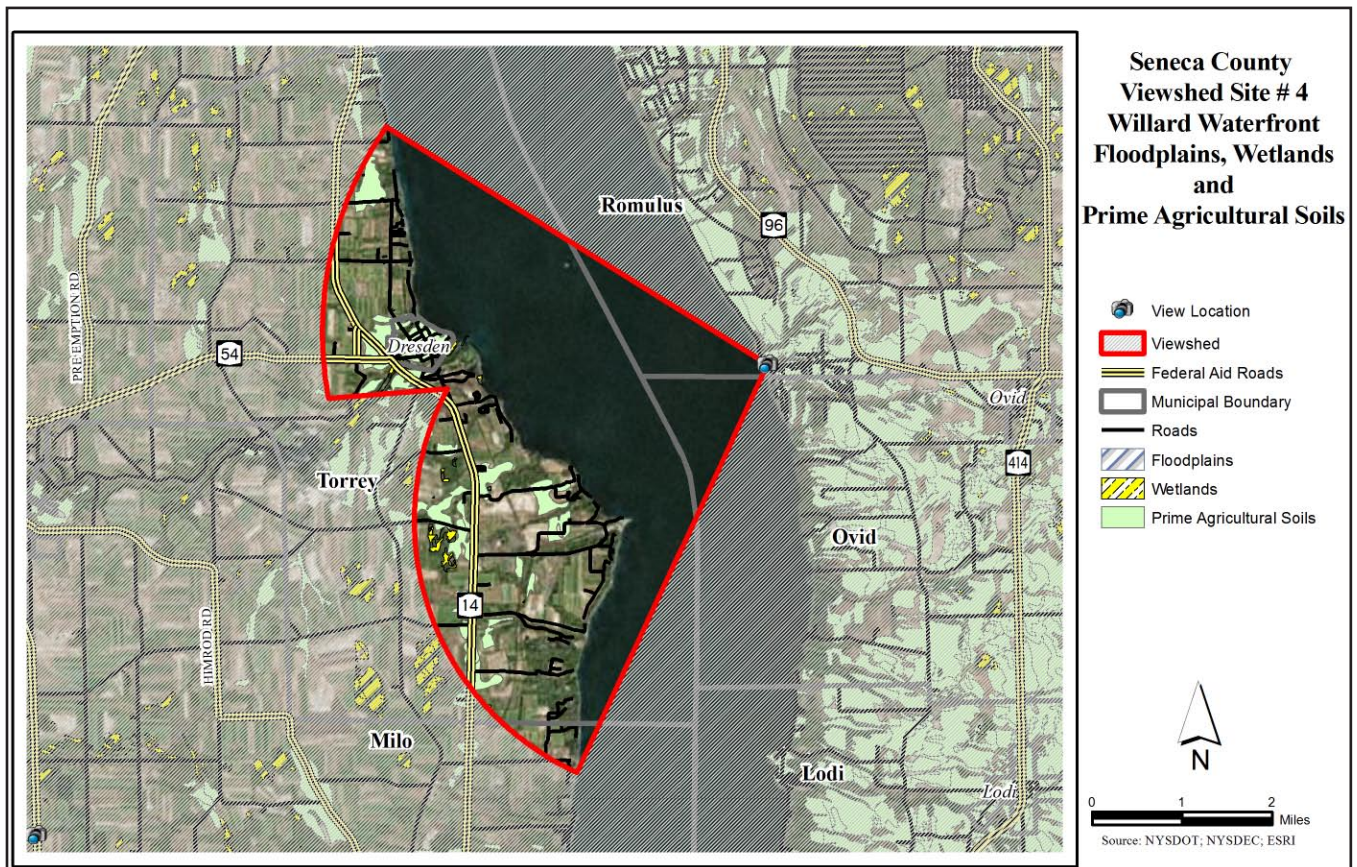 Seneca County
Viewshed Site # 4
Willard Waterfront
Floodplains, Wetlands
and
Prime Agricultural Soils
View Location
Viewshed
Federal Aid Roads
Municipal Boundary
Roads
Floodplains
Wetlands
Prime Agricultural Soils
N
0 1 2
Miles
Source: NYSDOT; NYSDEC; ESRI
Romulus
96
PRE EMPTION RD
54
Dresden
Ovid
414
Torrey
Ovid
HIMROD RD
14
Milo
Lodi
Lodi